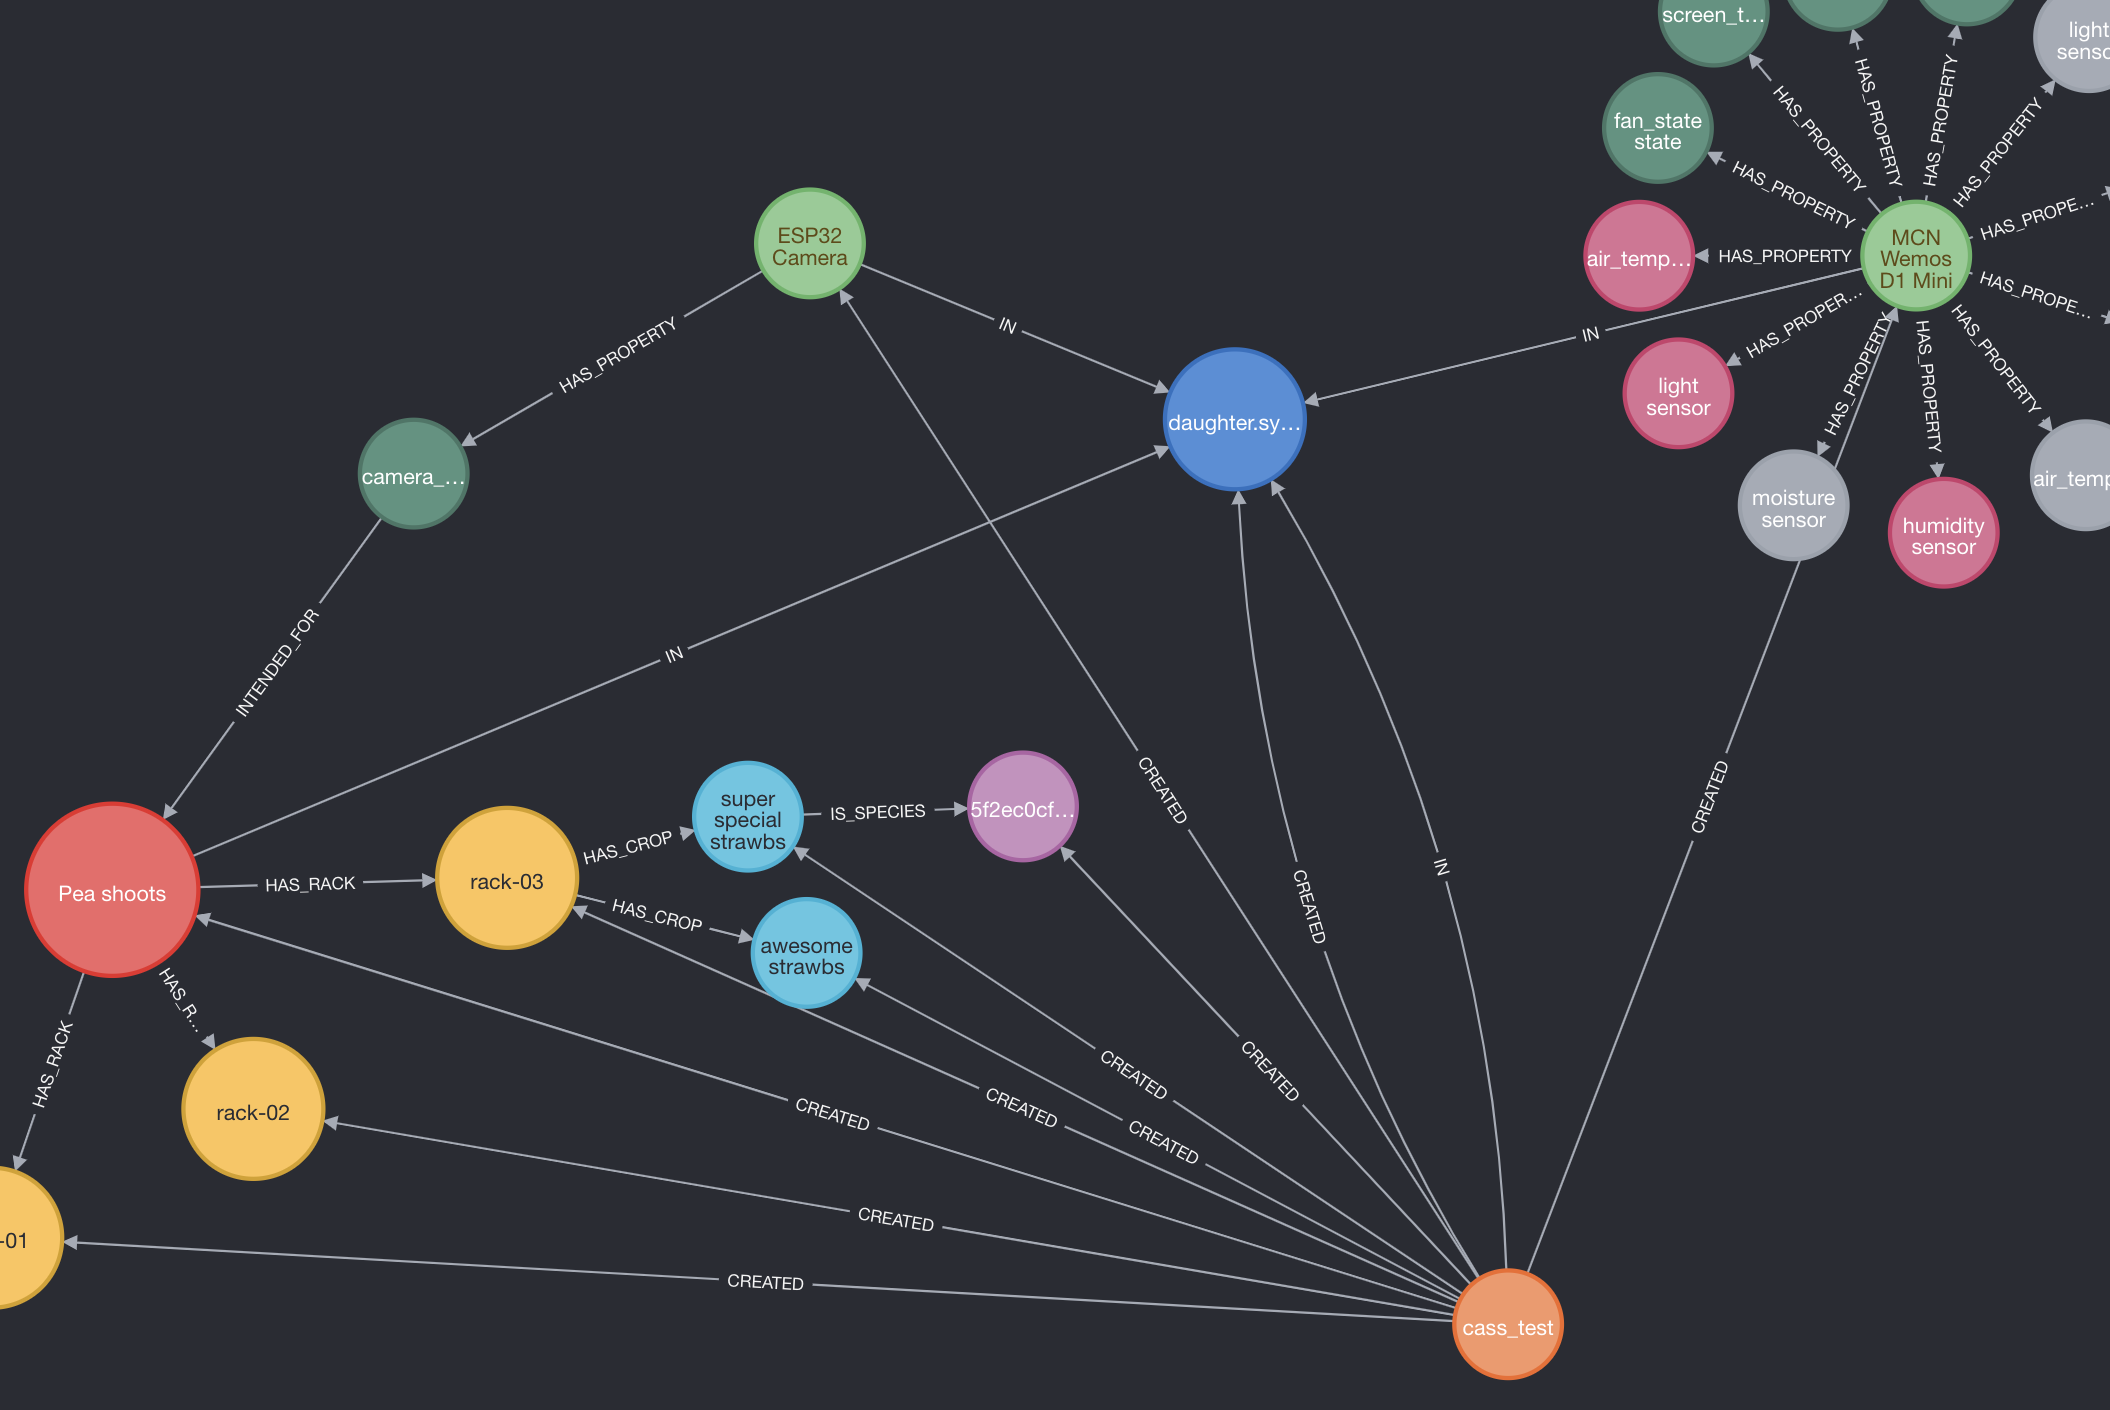 screen_t…
light
senso
fan_state
state
HAS_PROPERTY
HAS_PROPERTY
HAS_PROPERTY
HAS_PROPERTY
HAS_PROPERTY
HAS_PROPE…
ESP32
Camera
MCN
Wemos
D1 Mini
air_temp…
HAS_PROPERTY
HAS_PROPE…
HAS_PROPER…
IN
IN
HAS_PROPERTY
HAS_PROPERTY
HAS_PROPERTY
HAS_PROPERTY
light
sensor
daughter.sy…
camera_…
moisture
sensor
humidity
sensor
air_temp
INTENDED_FOR
IN
CREATED
CREATED
super
special
strawbs
IS_SPECIES
5f2ec0cf…
HAS_CROP
Pea shoots
HAS_RACK
rack-03
HAS_CROP
IN
CREATED
awesome
strawbs
HAS_R…
HAS_RACK
rack-02
CREATED
CREATED
CREATED
CREATED
CREATED
CREATED
-01
CREATED
cass_test